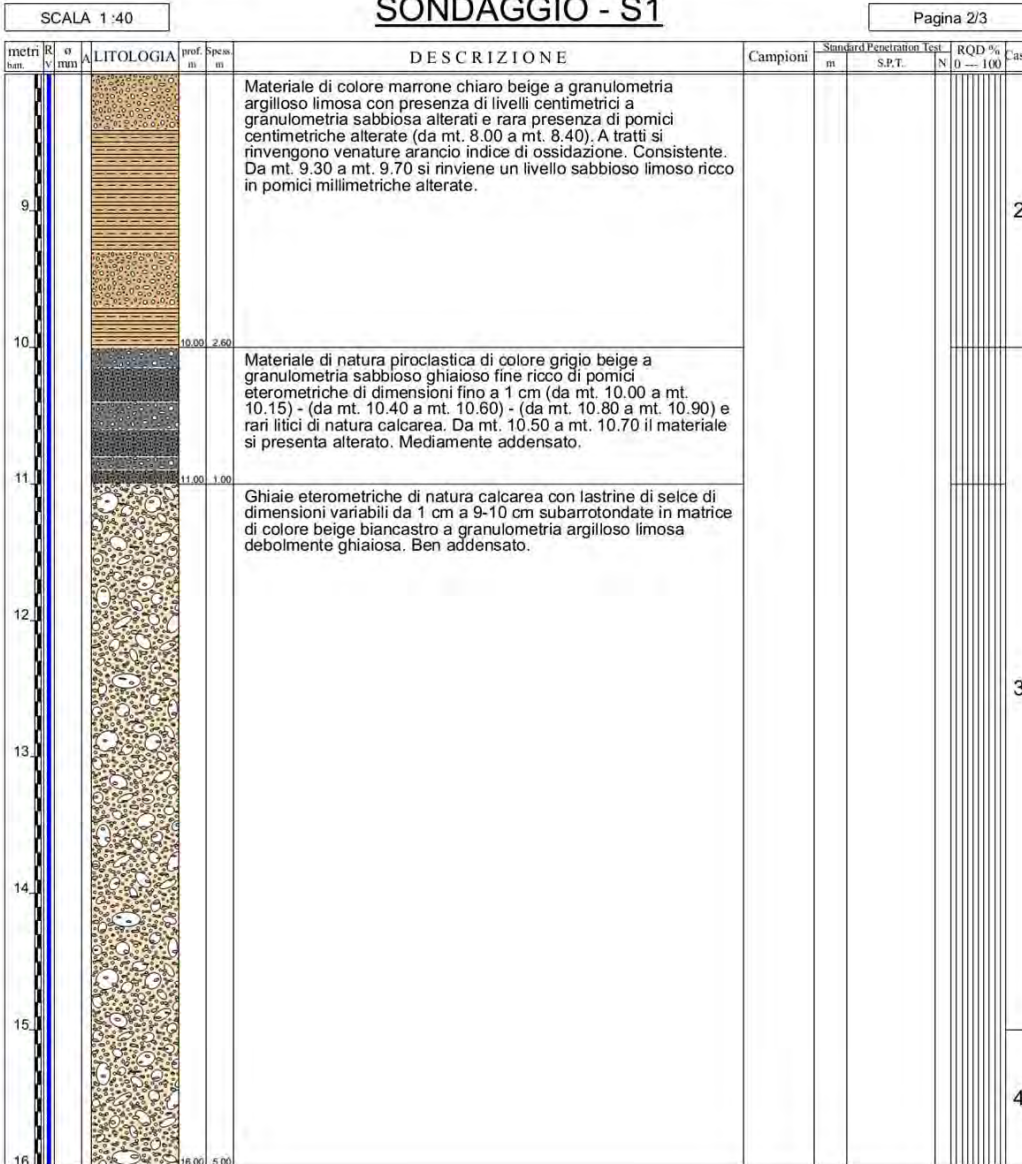 SCALA 1:40
SONDAGGIO - S1
Pagina 2/3
metri batt.
R V
ø mm
A
LITOLOGIA
prof. m
Spess. m
DESCRIZIONE
Campioni
Standard Penetration Test
m S.P.T. N
RQD %
0 --- 100
Cas
Materiale di colore marrone chiaro beige a granulometria
argilloso limosa con presenza di livelli centimetrici a
granulometria sabbiosa alterati e rara presenza di pomici
centimetriche alterate (da mt. 8.00 a mt. 8.40). A tratti si
rinvengono venature arancio indice di ossidazione. Consistente.
Da mt. 9.30 a mt. 9.70 si rinviene un livello sabbioso limoso ricco
in pomici millimetriche alterate.
9
2
10
10.00 2.60
Materiale di natura piroclastica di colore grigio beige a
granulometria sabbioso ghiaioso fine ricco di pomici
eterometriche di dimensioni fino a 1 cm (da mt. 10.00 a mt.
10.15) - (da mt. 10.40 a mt. 10.60) - (da mt. 10.80 a mt. 10.90) e
rari litici di natura calcarea. Da mt. 10.50 a mt. 10.70 il materiale
si presenta alterato. Mediamente addensato.
11
11.00 1.00
Ghiaie eterometriche di natura calcarea con lastrine di selce di
dimensioni variabili da 1 cm a 9-10 cm subarrotondate in matrice
di colore beige biancastro a granulometria argilloso limosa
debolmente ghiaiosa. Ben addensato.
12
3
13
14
15
4
16
16.00 5.00